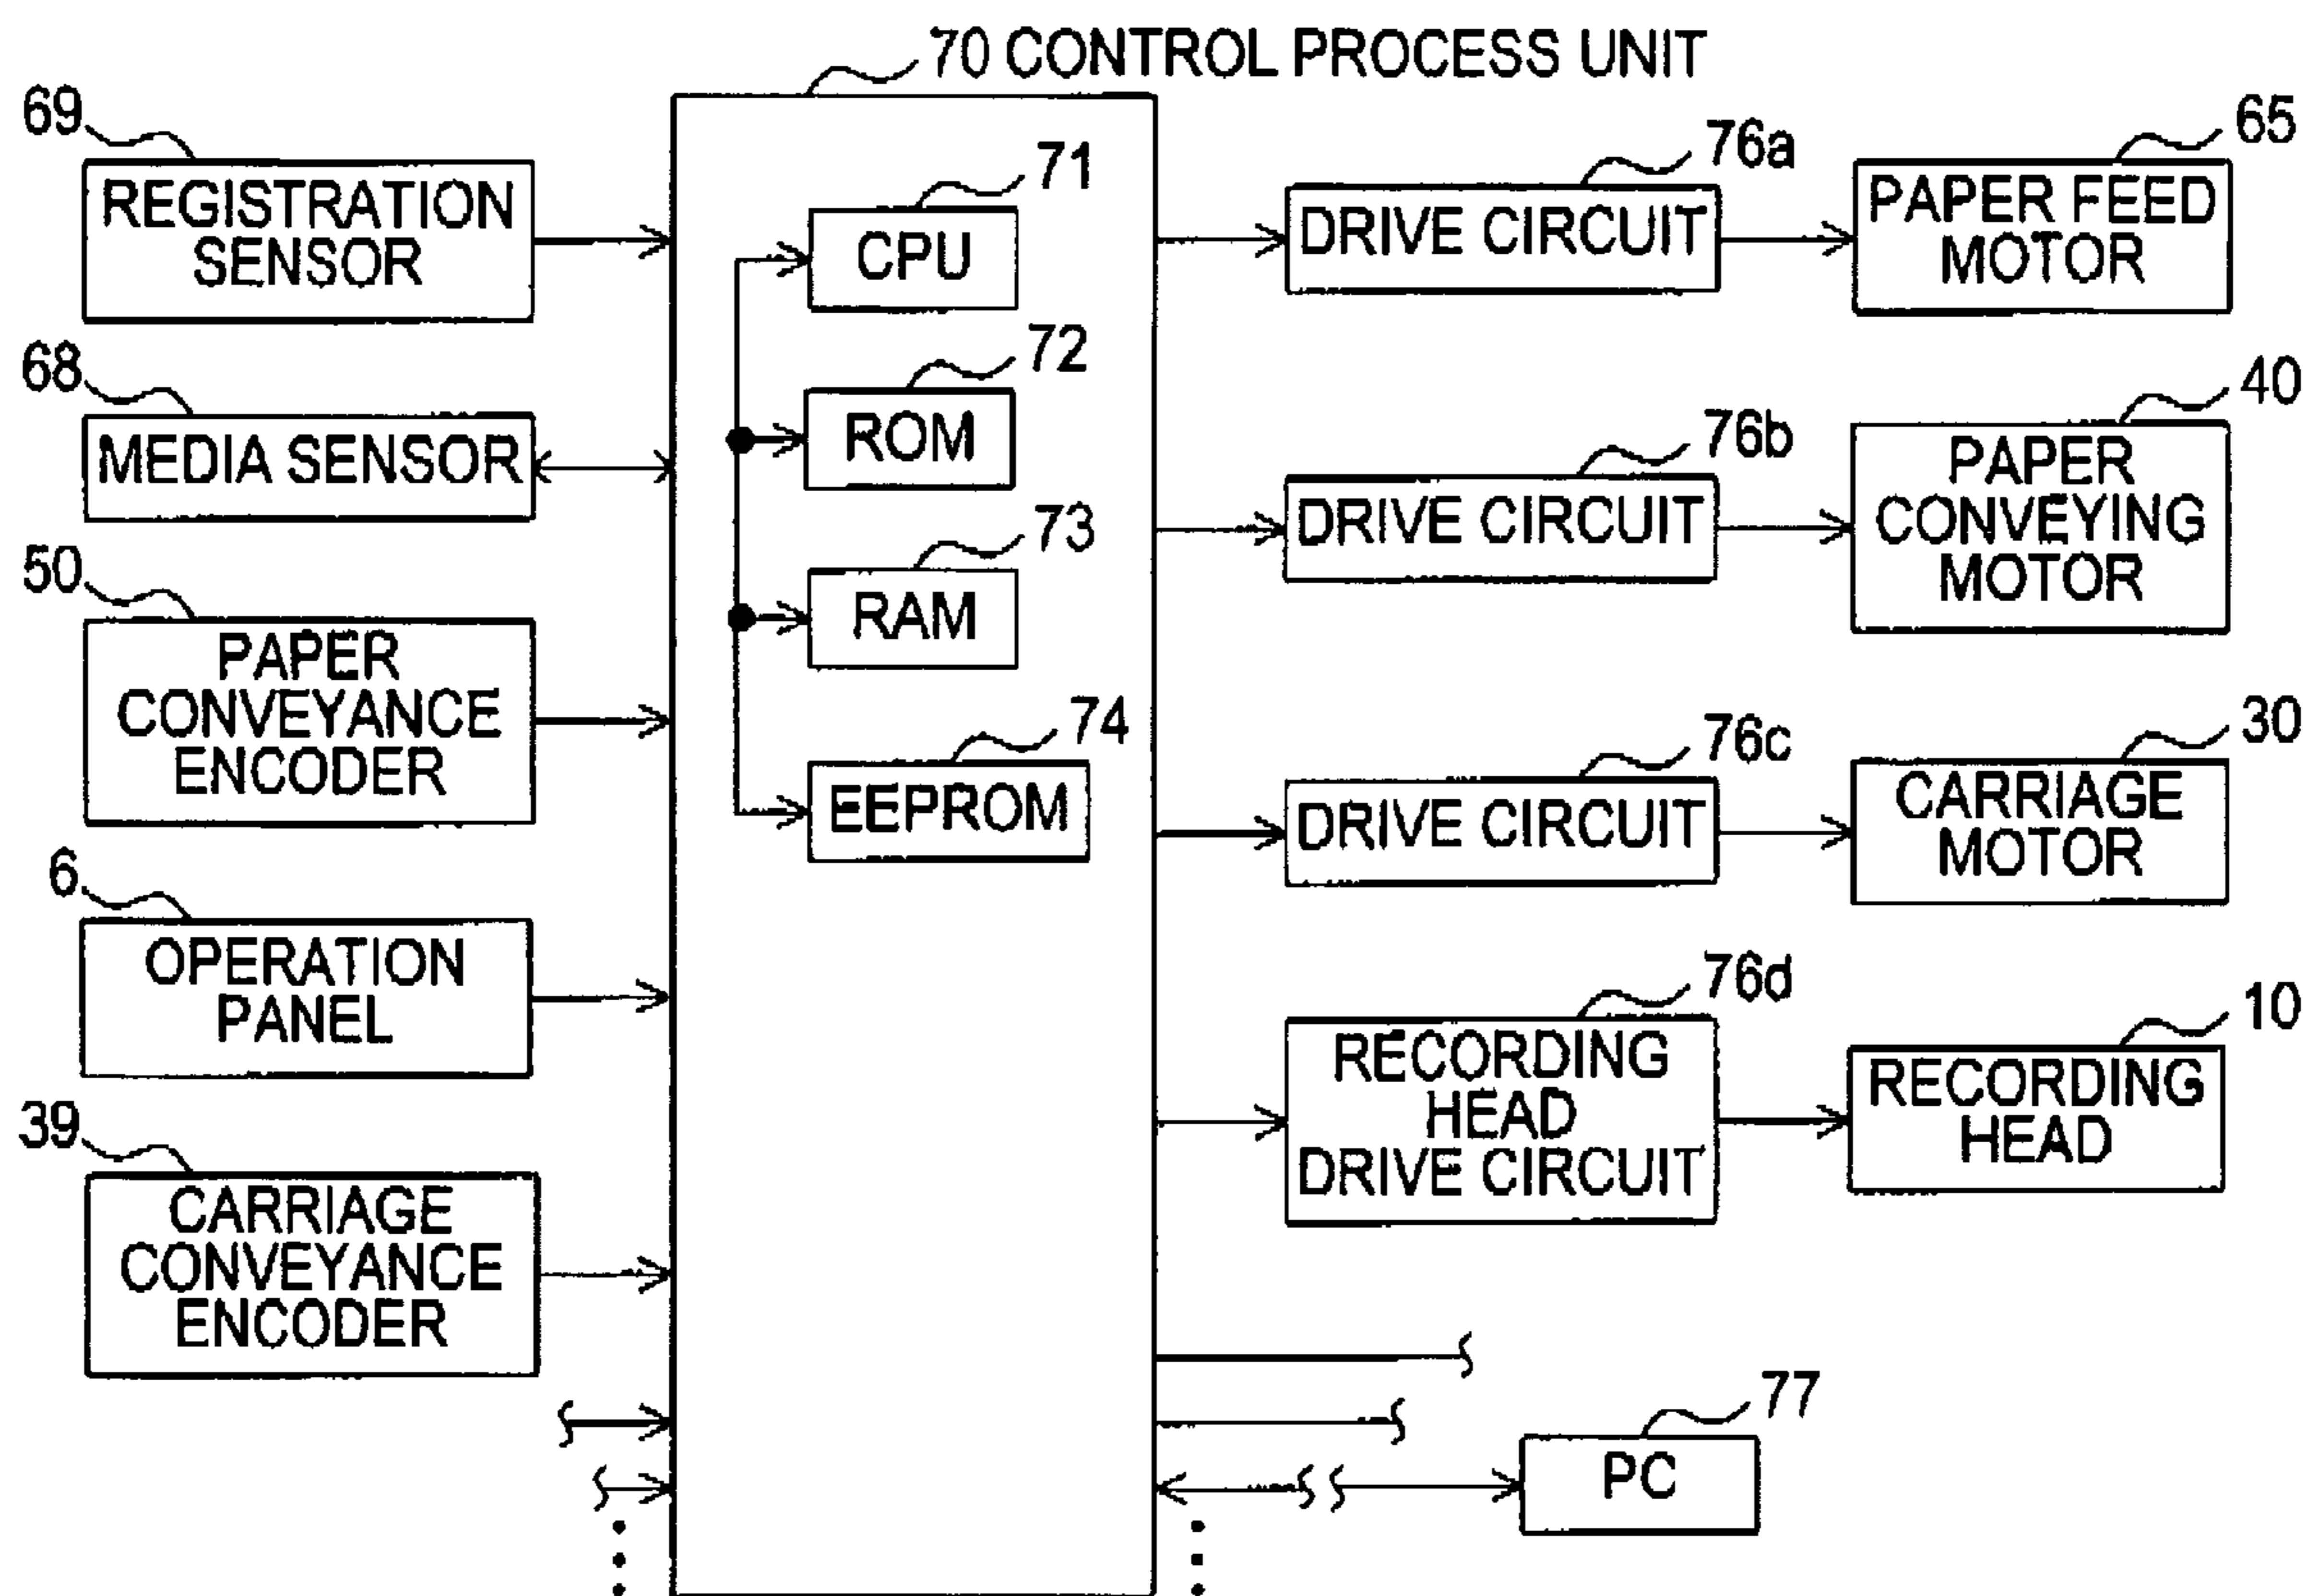 70 CONTROL PROCESS UNIT
69
REGISTRATION
SENSOR
68
MEDIA SENSOR
50
PAPER
CONVEYANCE
ENCODER
6
OPERATION
PANEL
39
CARRIAGE
CONVEYANCE
ENCODER
71
CPU
72
ROM
73
RAM
74
EEPROM
76a
DRIVE CIRCUIT
65
PAPER FEED
MOTOR
76b
DRIVE CIRCUIT
40
PAPER
CONVEYING
MOTOR
76c
DRIVE CIRCUIT
30
CARRIAGE
MOTOR
76d
RECORDING
HEAD
DRIVE CIRCUIT
10
RECORDING
HEAD
77
PC